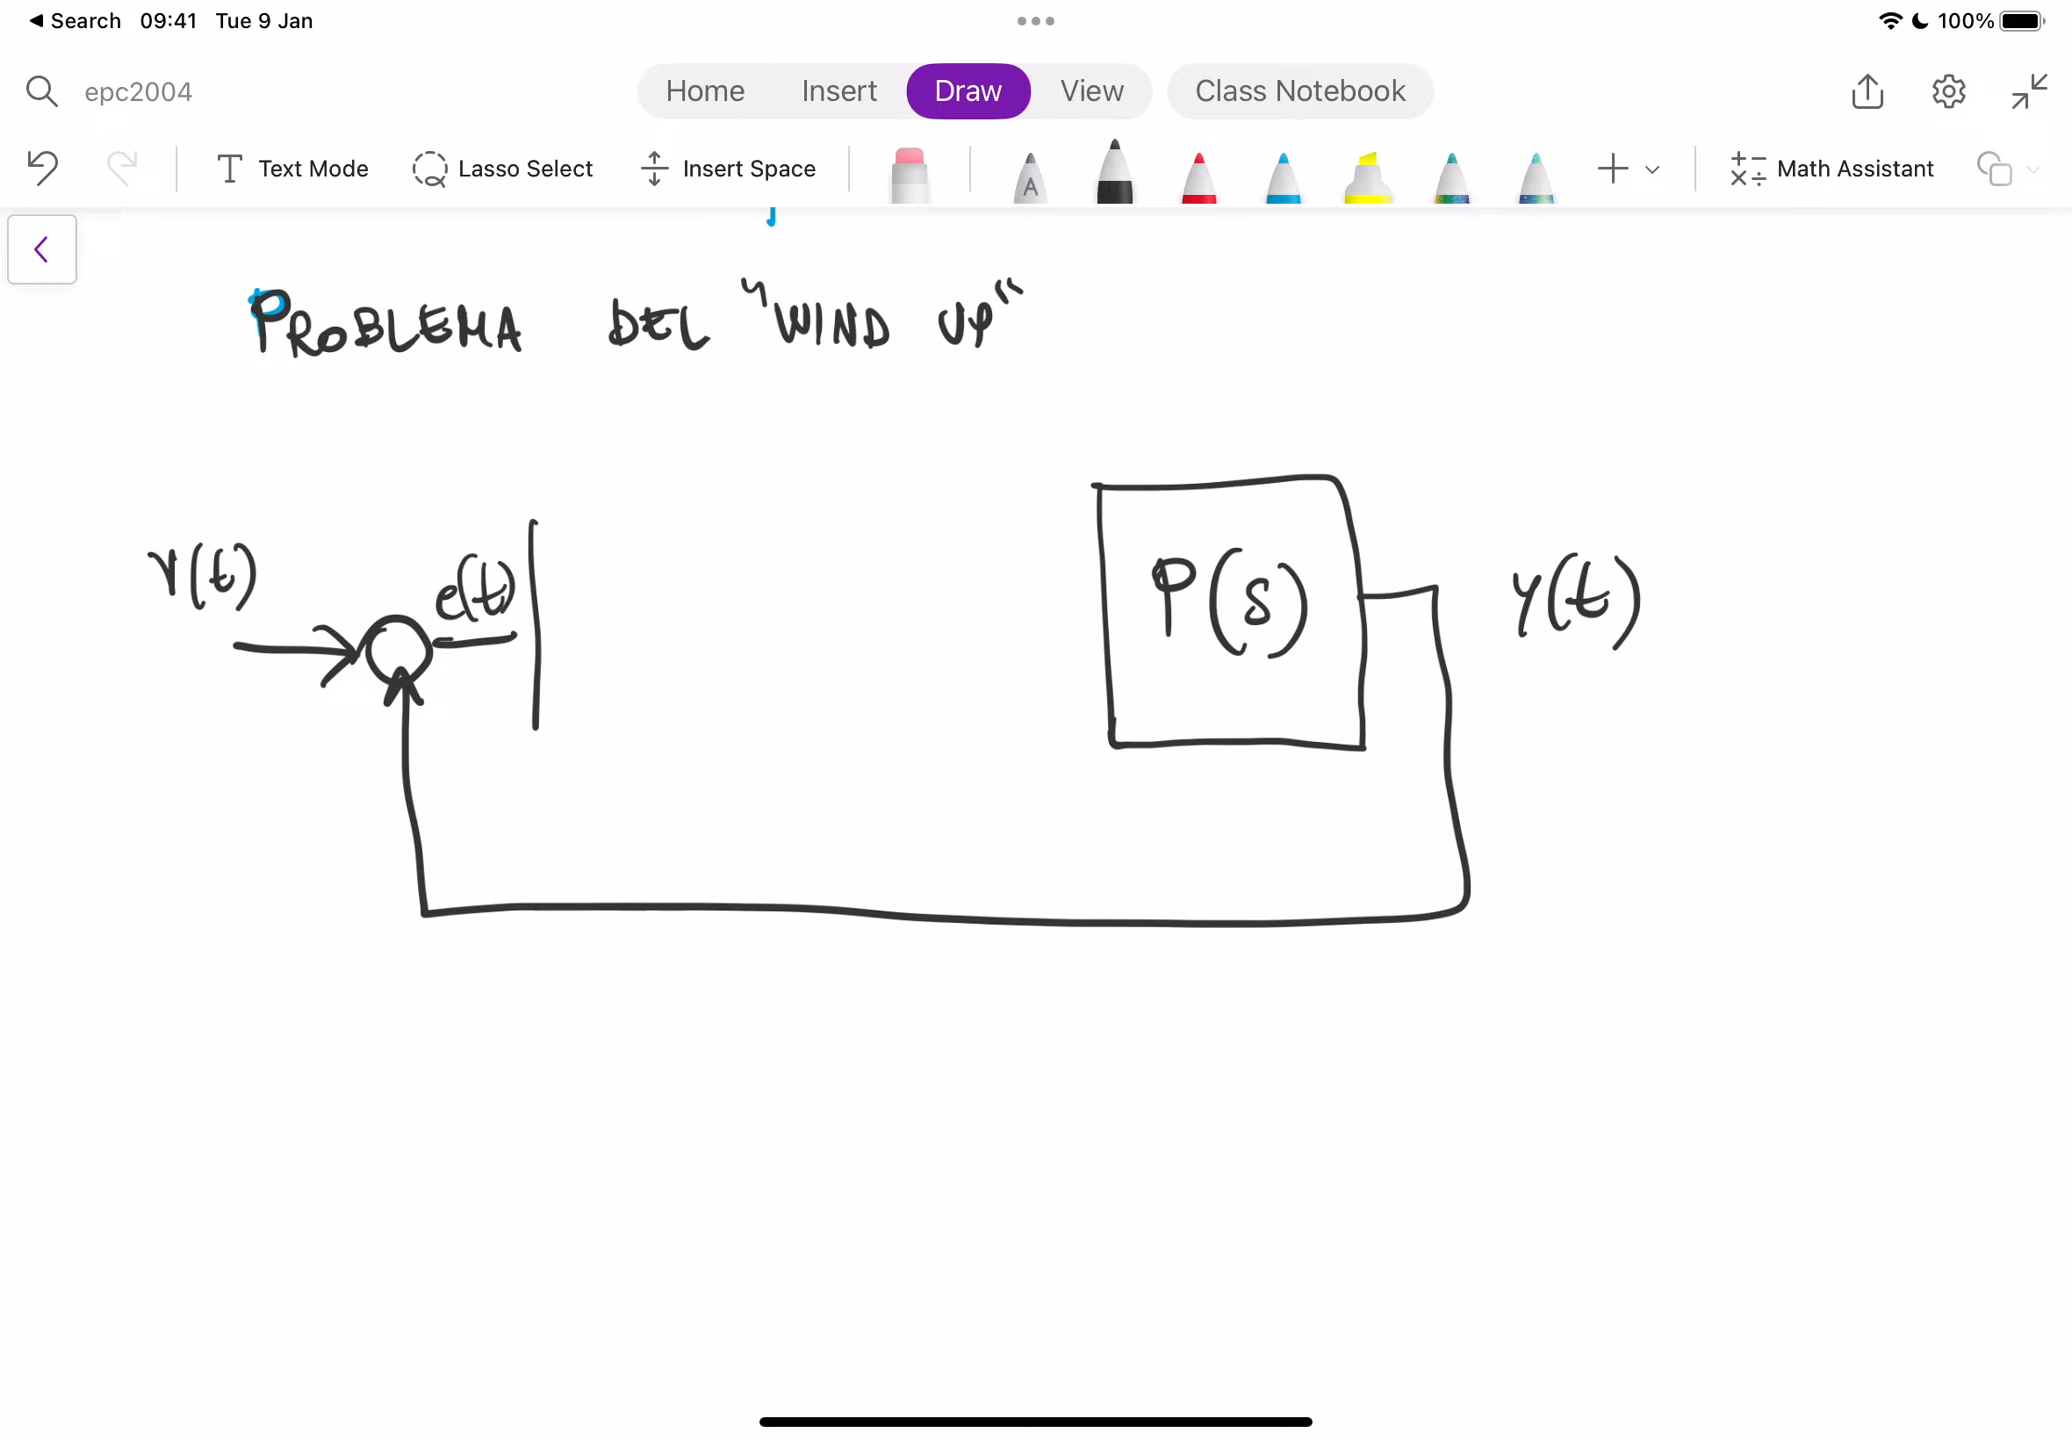 Search 09:41 Tue 9 Jan 100%
epc2004 Home Insert Draw View Class Notebook
Text Mode Lasso Select Insert Space A Math Assistant
PROBLEMA DEL "WIND UP"
r(t) e(t) P(s) y(t)